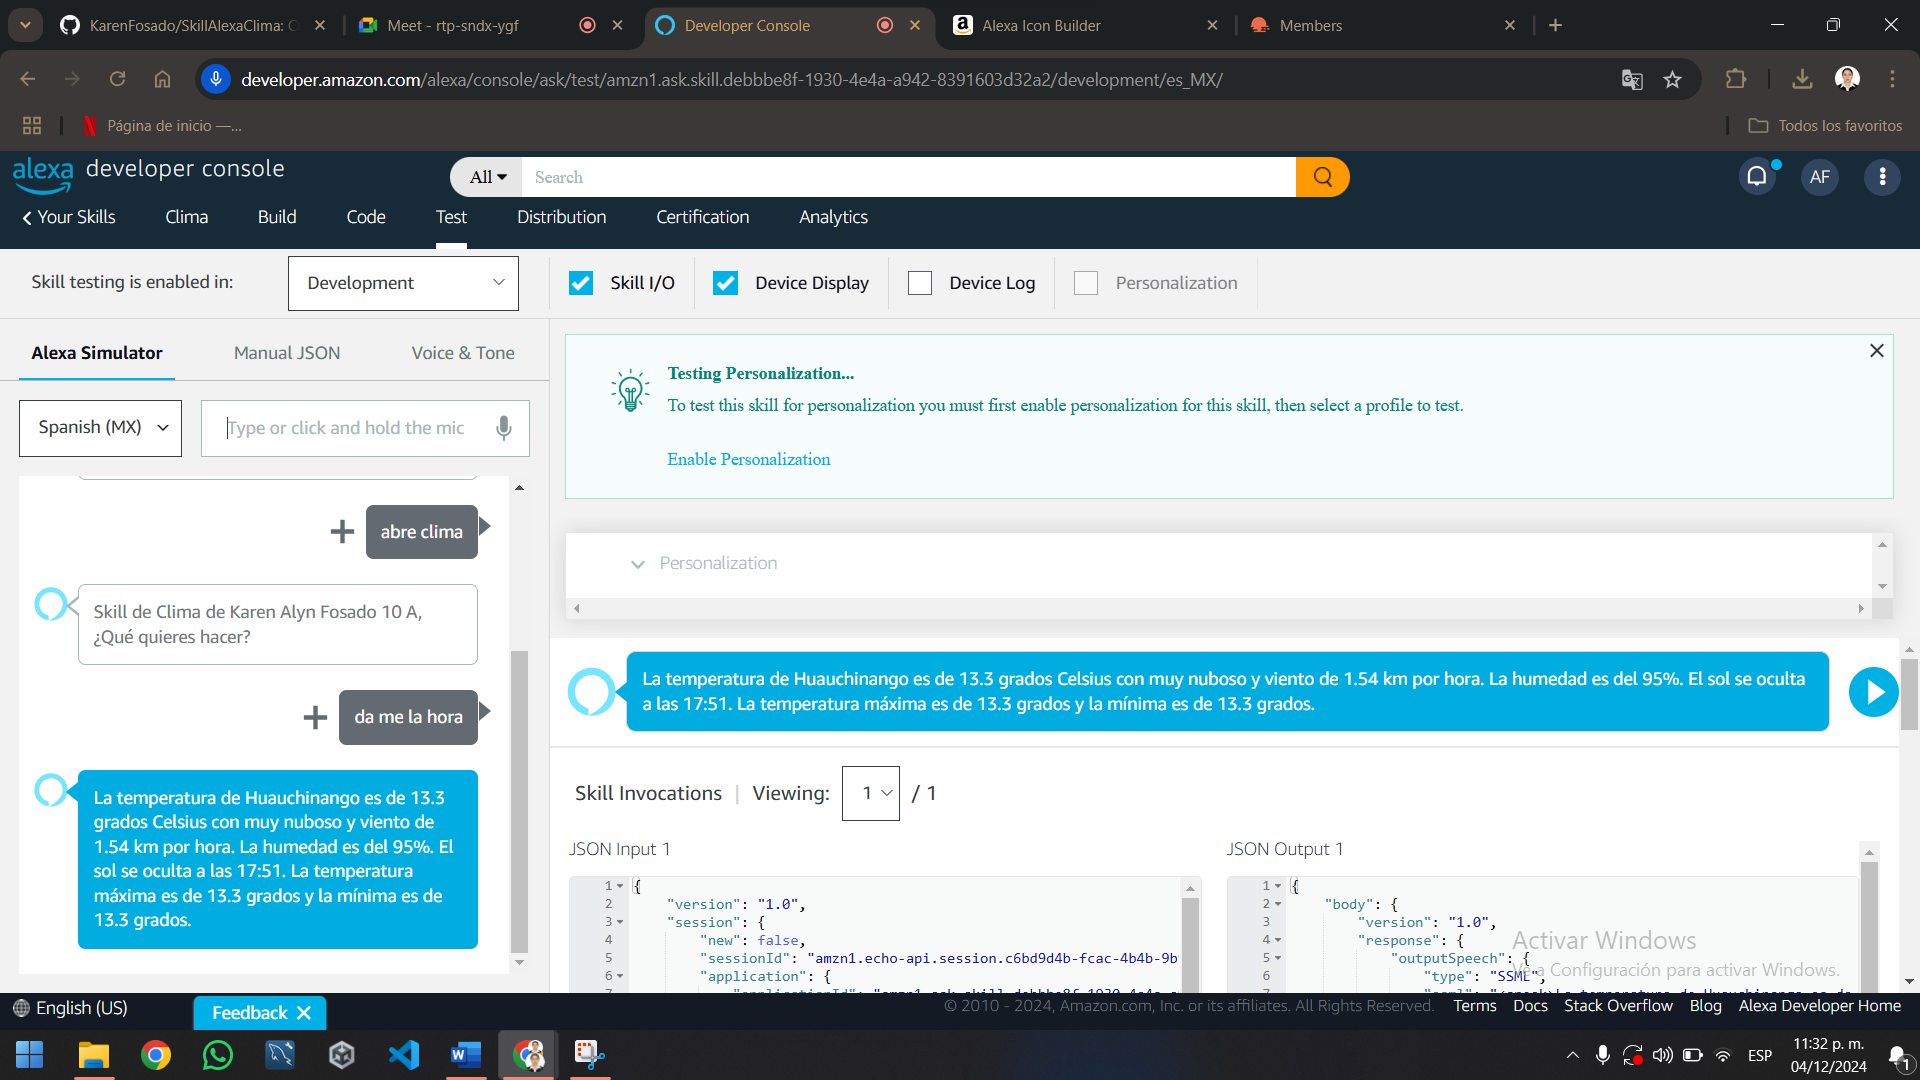 KarenFosado/SkillAlexaClima: C
Meet - rtp-sndx-ygf
Developer Console
Alexa Icon Builder
Members
developer.amazon.com/alexa/console/ask/test/amzn1.ask.skill.debbbe8f-1930-4e4a-a942-8391603d32a2/development/es_MX/
Página de inicio —...
Todos los favoritos
alexa developer console
All
Search
AF
Your Skills
Clima
Build
Code
Test
Distribution
Certification
Analytics
Skill testing is enabled in:
Development
Skill I/O
Device Display
Device Log
Personalization
Alexa Simulator
Manual JSON
Voice & Tone
Testing Personalization...
To test this skill for personalization you must first enable personalization for this skill, then select a profile to test.
Enable Personalization
Spanish (MX)
Type or click and hold the mic
abre clima
Skill de Clima de Karen Alyn Fosado 10 A,
¿Qué quieres hacer?
da me la hora
La temperatura de Huauchinango es de 13.3
grados Celsius con muy nuboso y viento de
1.54 km por hora. La humedad es del 95%. El
sol se oculta a las 17:51. La temperatura
máxima es de 13.3 grados y la mínima es de
13.3 grados.
Personalization
La temperatura de Huauchinango es de 13.3 grados Celsius con muy nuboso y viento de 1.54 km por hora. La humedad es del 95%. El sol se oculta
a las 17:51. La temperatura máxima es de 13.3 grados y la mínima es de 13.3 grados.
Skill Invocations | Viewing: 1 / 1
JSON Input 1
1 {
2 "version": "1.0",
3 "session": {
4 "new": false,
5 "sessionId": "amzn1.echo-api.session.c6bd9d4b-fcac-4b4b-9b
6 "application": {
JSON Output 1
1 {
2 "body": {
3 "version": "1.0",
4 "response": {
5 "outputSpeech": {
6 "type": "SSML",
Activar Windows
Ve a Configuración para activar Windows.
English (US)
Feedback
© 2010 - 2024, Amazon.com, Inc. or its affiliates. All Rights Reserved.
Terms
Docs
Stack Overflow
Blog
Alexa Developer Home
ESP
11:32 p. m.
04/12/2024
1